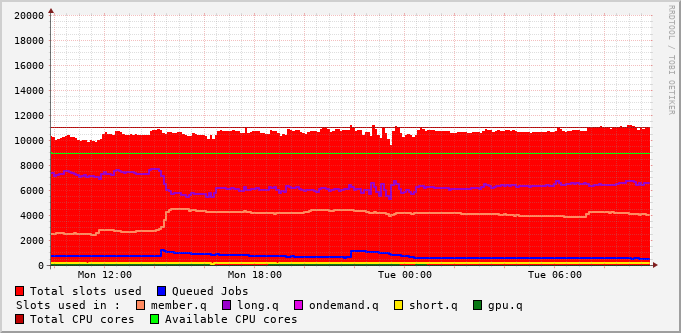 20000
18000
16000
14000
12000
10000
8000
6000
4000
2000
0
Mon 12:00 Mon 18:00 Tue 00:00 Tue 06:00
RRDTOOL / TOBI OETIKER
Total slots used Queued Jobs
Slots used in : member.q long.q ondemand.q short.q gpu.q
Total CPU cores Available CPU cores